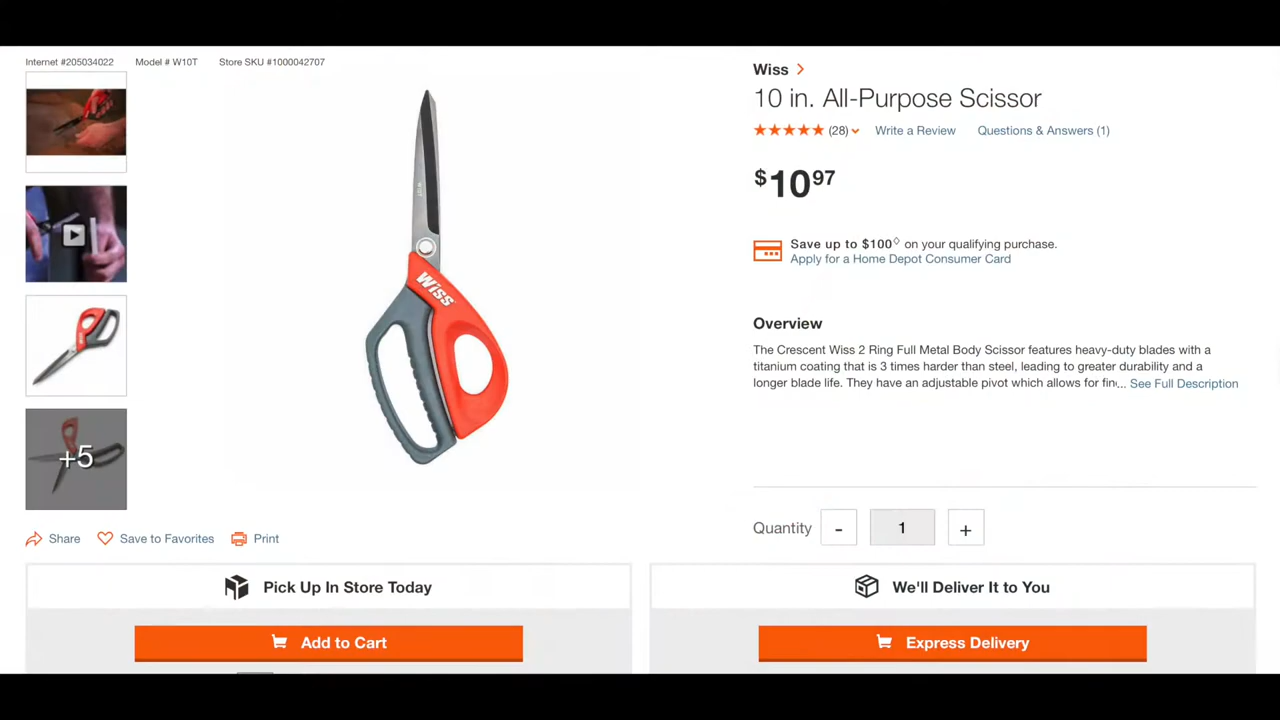 Internet #205034022 Model # W10T Store SKU #1000042707
Wiss
10 in. All-Purpose Scissor
(28) Write a Review Questions & Answers (1)
$10 97
Save up to $100◊ on your qualifying purchase.
Apply for a Home Depot Consumer Card
Wiss
Overview
The Crescent Wiss 2 Ring Full Metal Body Scissor features heavy-duty blades with a
titanium coating that is 3 times harder than steel, leading to greater durability and a
longer blade life. They have an adjustable pivot which allows for fin... See Full Description
+5
Quantity - 1 +
Share Save to Favorites Print
Pick Up In Store Today
We'll Deliver It to You
Add to Cart
Express Delivery